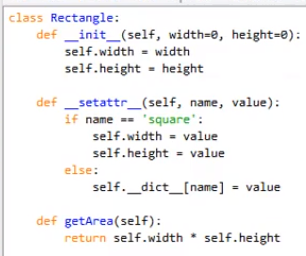 class Rectangle:
    def __init__(self, width=0, height=0):
        self.width = width
        self.height = height

    def __setattr__(self, name, value):
        if name == 'square':
            self.width = value
            self.height = value
        else:
            self.__dict__[name] = value

    def getArea(self):
        return self.width * self.height